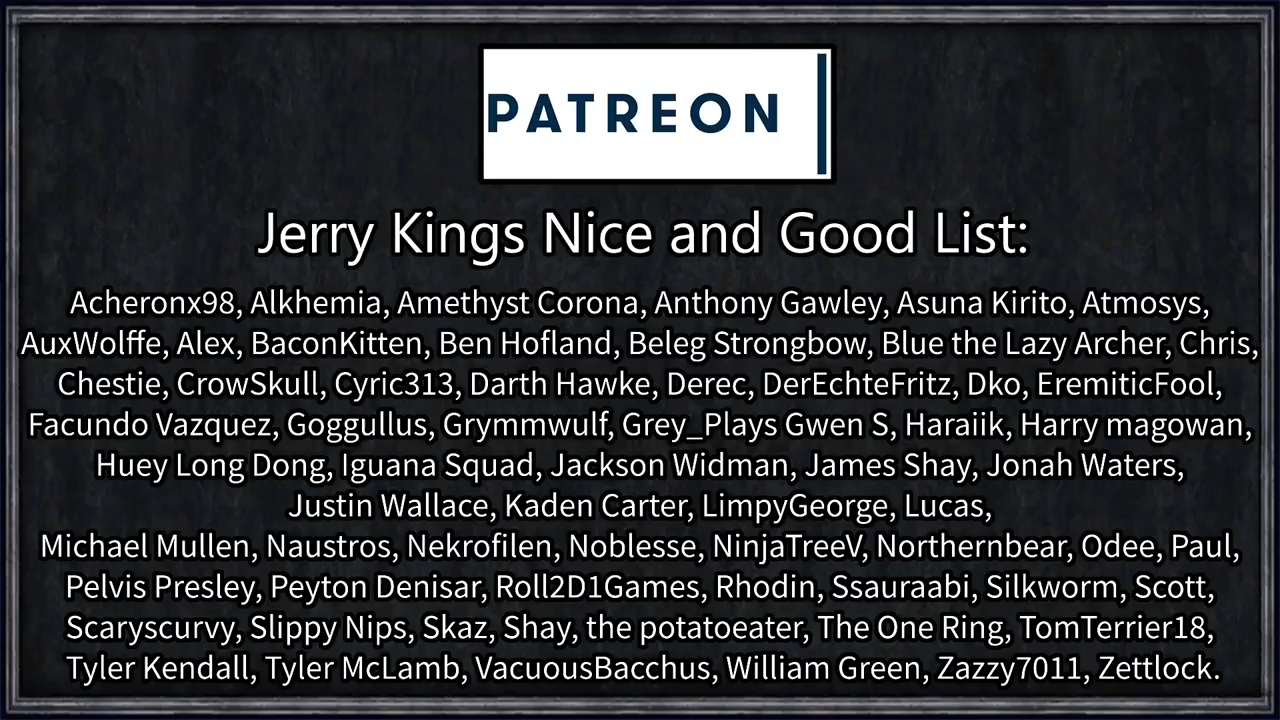 PATREON
Jerry Kings Nice and Good List:
Acheronx98, Alkhemia, Amethyst Corona, Anthony Gawley, Asuna Kirito, Atmosys,
AuxWolffe, Alex, BaconKitten, Ben Hofland, Beleg Strongbow, Blue the Lazy Archer, Chris,
Chestie, CrowSkull, Cyric313, Darth Hawke, Derec, DerEchteFritz, Dko, EremiticFool,
Facundo Vazquez, Goggullus, Grymmwulf, Grey_Plays Gwen S, Haraiik, Harry magowan,
Huey Long Dong, Iguana Squad, Jackson Widman, James Shay, Jonah Waters,
Justin Wallace, Kaden Carter, LimpyGeorge, Lucas,
Michael Mullen, Naustros, Nekrofilen, Noblesse, NinjaTreeV, Northernbear, Odee, Paul,
Pelvis Presley, Peyton Denisar, Roll2D1Games, Rhodin, Ssauraabi, Silkworm, Scott,
Scaryscurvy, Slippy Nips, Skaz, Shay, the potatoeater, The One Ring, TomTerrier18,
Tyler Kendall, Tyler McLamb, VacuousBacchus, William Green, Zazzy7011, Zettlock.